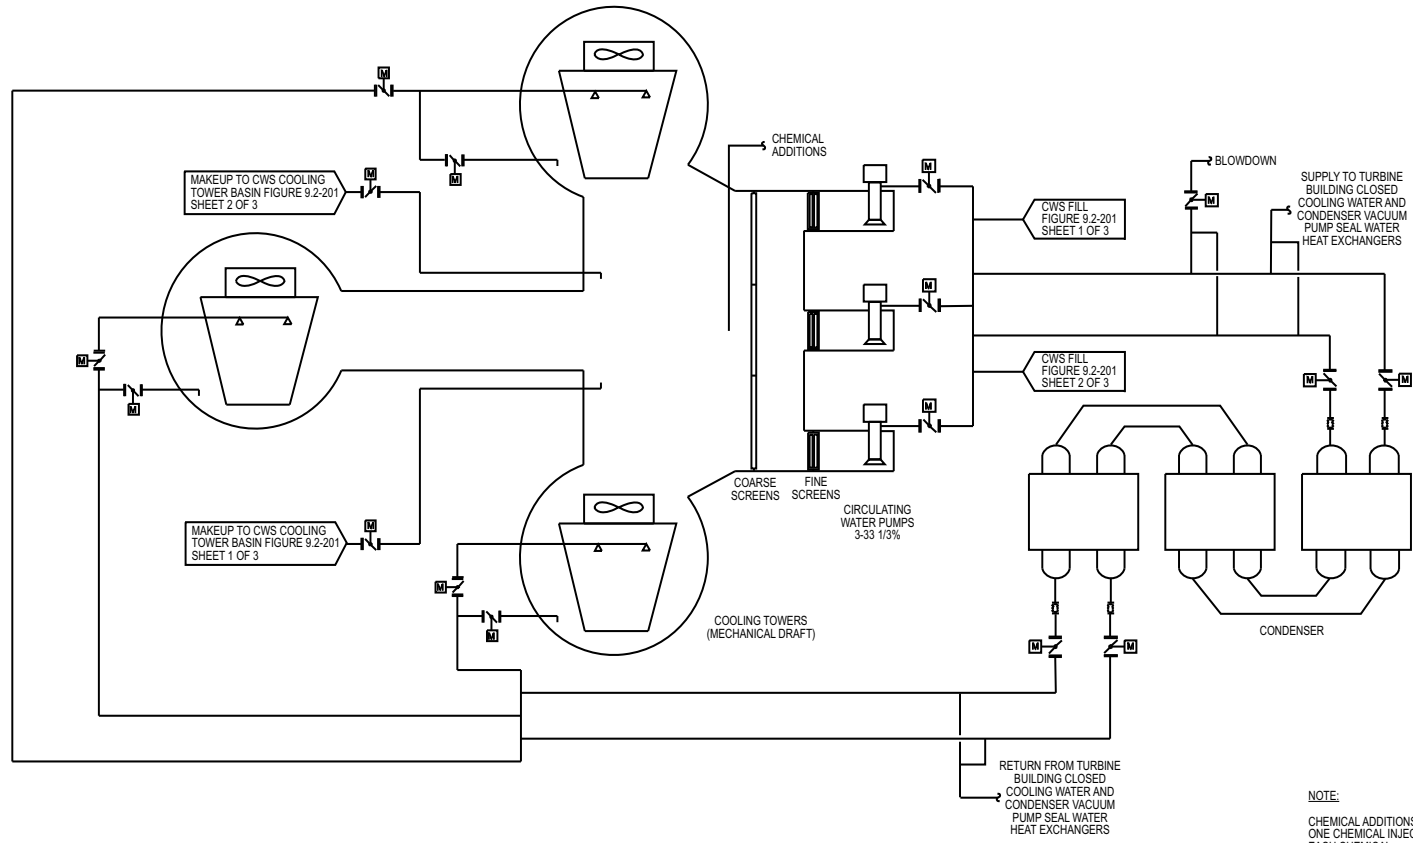 M
M
M
CHEMICAL
ADDITIONS
MAKEUP TO CWS COOLING
TOWER BASIN FIGURE 9.2-201
SHEET 2 OF 3
M
BLOWDOWN
M
SUPPLY TO TURBINE
BUILDING CLOSED
COOLING WATER AND
CONDENSER VACUUM
PUMP SEAL WATER
HEAT EXCHANGERS
M
CWS FILL
FIGURE 9.2-201
SHEET 1 OF 3
M
M
M
CWS FILL
FIGURE 9.2-201
SHEET 2 OF 3
M
M
M
COARSE
SCREENS
FINE
SCREENS
CIRCULATING
WATER PUMPS
3-33 1/3%
MAKEUP TO CWS COOLING
TOWER BASIN FIGURE 9.2-201
SHEET 1 OF 3
M
M
M
COOLING TOWERS
(MECHANICAL DRAFT)
CONDENSER
M
M
RETURN FROM TURBINE
BUILDING CLOSED
COOLING WATER AND
CONDENSER VACUUM
PUMP SEAL WATER
HEAT EXCHANGERS
NOTE:
CHEMICAL ADDITIONS
ONE CHEMICAL INJEC